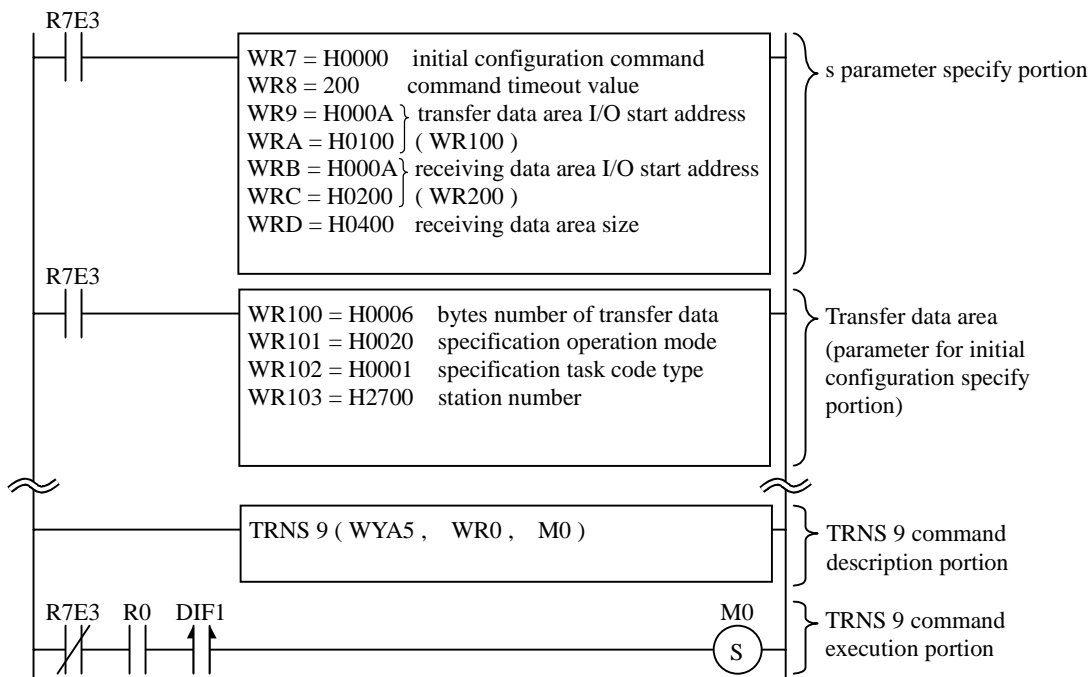 R7E3
WR7 = H0000 initial configuration command
WR8 = 200 command timeout value
WR9 = H000A transfer data area I/O start address
WRA = H0100 ( WR100 )
WRB = H000A receiving data area I/O start address
WRC = H0200 ( WR200 )
WRD = H0400 receiving data area size
s parameter specify portion
R7E3
WR100 = H0006 bytes number of transfer data
WR101 = H0020 specification operation mode
WR102 = H0001 specification task code type
WR103 = H2700 station number
Transfer data area
(parameter for initial
configuration specify
portion)
TRNS 9 ( WYA5 , WR0 , M0 )
TRNS 9 command
description portion
R7E3 R0 DIF1 M0
S
TRNS 9 command
execution portion